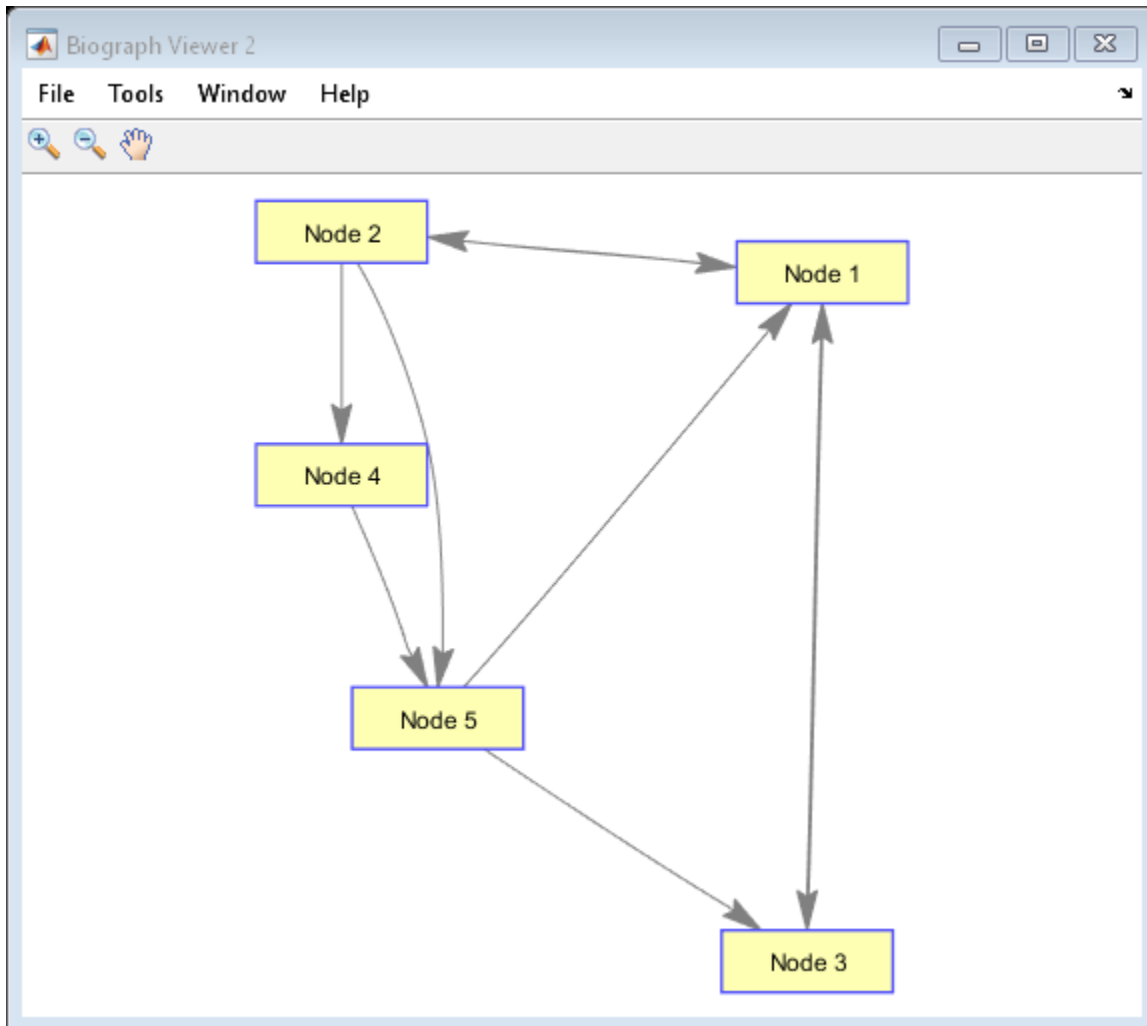 Biograph Viewer 2
File Tools Window Help
Node 2
Node 1
Node 4
Node 5
Node 3